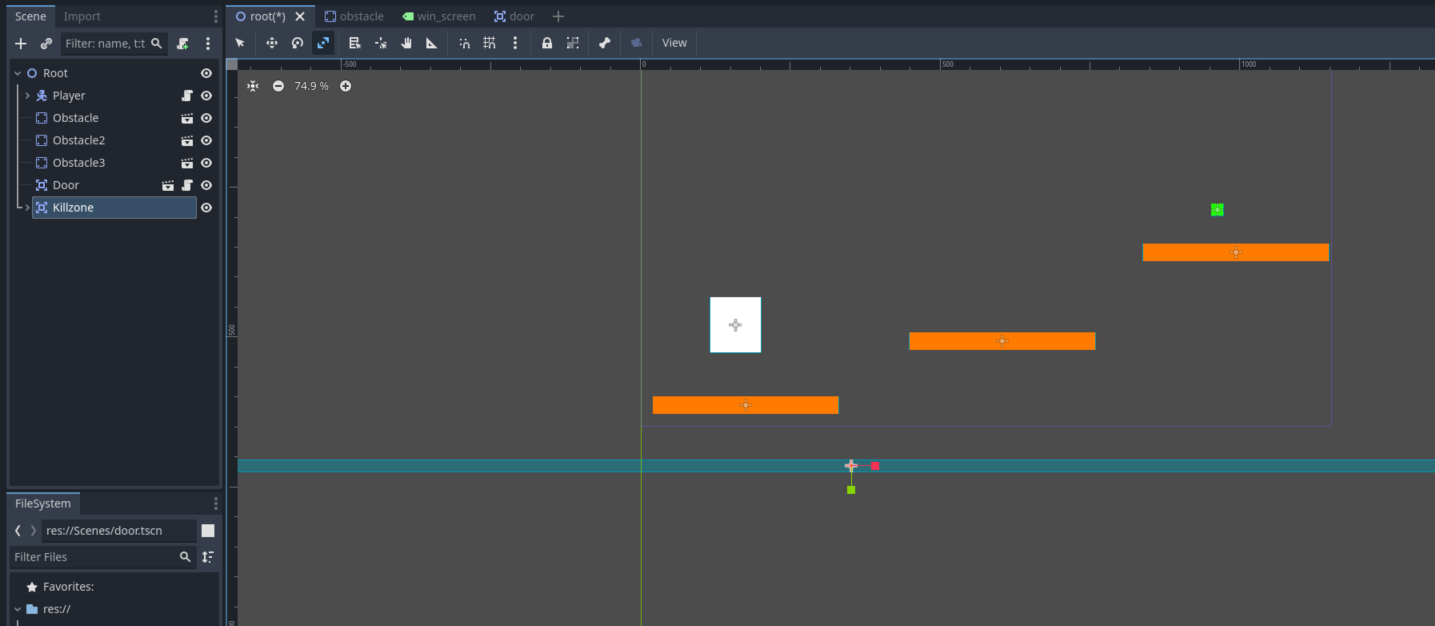 Scene Import
root(*) obstacle win_screen door
Filter: name, t:t
View
Root
Player
Obstacle
Obstacle2
Obstacle3
Door
Killzone
-500 0 500 1000
74.9 %
500
FileSystem
res://Scenes/door.tscn
Filter Files
Favorites:
res://